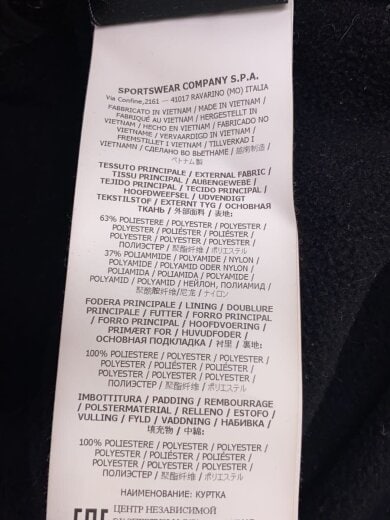 SPORTSWEAR COMPANY S.P.A.
Via Confine,2161 — 41017 RAVARINO (MO) ITALIA
FABBRICATO IN VIETNAM / MADE IN VIETNAM /
FABRIQUÉ AU VIETNAM / HERGESTELLT IN
VIETNAM / HECHO EN VIETNAM / FABRICADO NO
VIETNAME / VERVAARDIGD IN VIETNAM /
FREMSTILLET I VIETNAM / TILLVERKAD I
VIETNAMN / СДЕЛАНО ВО ВЬЕТНАМЕ / 越南制造 /
ベトナム製
TESSUTO PRINCIPALE / EXTERNAL FABRIC /
TISSU PRINCIPAL / AUßENGEWEBE /
TEJIDO PRINCIPAL / TECIDO PRINCIPAL /
HOOFDWEEFSEL / UDVENDIGT
TEKSTILSTOF / EXTERNT TYG / ОСНОВНАЯ
ТКАНЬ / 外部面料 / 表地:
63% POLIESTERE / POLYESTER / POLYESTER /
POLYESTER / POLIÉSTER / POLIÉSTER /
POLYESTER / POLYESTER / POLYESTER /
ПОЛИЭСТЕР / 聚酯纤维 / ポリエステル
37% POLIAMMIDE / POLYAMIDE / NYLON /
POLYAMIDE / POLYAMID ODER NYLON /
POLIAMIDA / POLIAMIDA / POLYAMIDE /
POLYAMID / POLYAMID / НЕЙЛОН, ПОЛИАМИД /
聚酰胺纤维/尼龙 / ナイロン
FODERA PRINCIPALE / LINING / DOUBLURE
PRINCIPALE / FUTTER / FORRO PRINCIPAL
/ FORRO PRINCIPAL / HOOFDVOERING /
PRIMÆRT FOR / HUVUDFODER /
ОСНОВНАЯ ПОДКЛАДКА / 衬里 / 裏地:
100% POLIESTERE / POLYESTER / POLYESTER /
POLYESTER / POLIÉSTER / POLIÉSTER /
POLYESTER / POLYESTER / POLYESTER /
ПОЛИЭСТЕР / 聚酯纤维 / ポリエステル
IMBOTTITURA / PADDING / REMBOURRAGE
/ POLSTERMATERIAL / RELLENO / ESTOFO /
VULLING / FYLD / VADDNING / НАБИВКА /
填充物 / 中綿:
100% POLIESTERE / POLYESTER / POLYESTER /
POLYESTER / POLIÉSTER / POLIÉSTER /
POLYESTER / POLYESTER / POLYESTER /
ПОЛИЭСТЕР / 聚酯纤维 / ポリエステル
НАИМЕНОВАНИЕ: КУРТКА
ЦЕНТР НЕЗАВИСИМОЙ